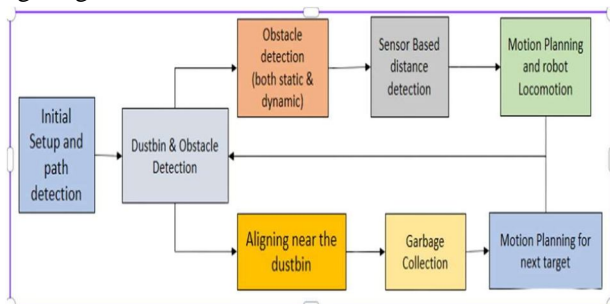 Obstacle
detection
(both static &
dynamic)
Sensor Based
distance
detection
Motion Planning
and robot
Locomotion
Initial
Setup and
path
detection
Dustbin & Obstacle
Detection
Aligning near the
dustbin
Garbage
Collection
Motion Planning for
next target